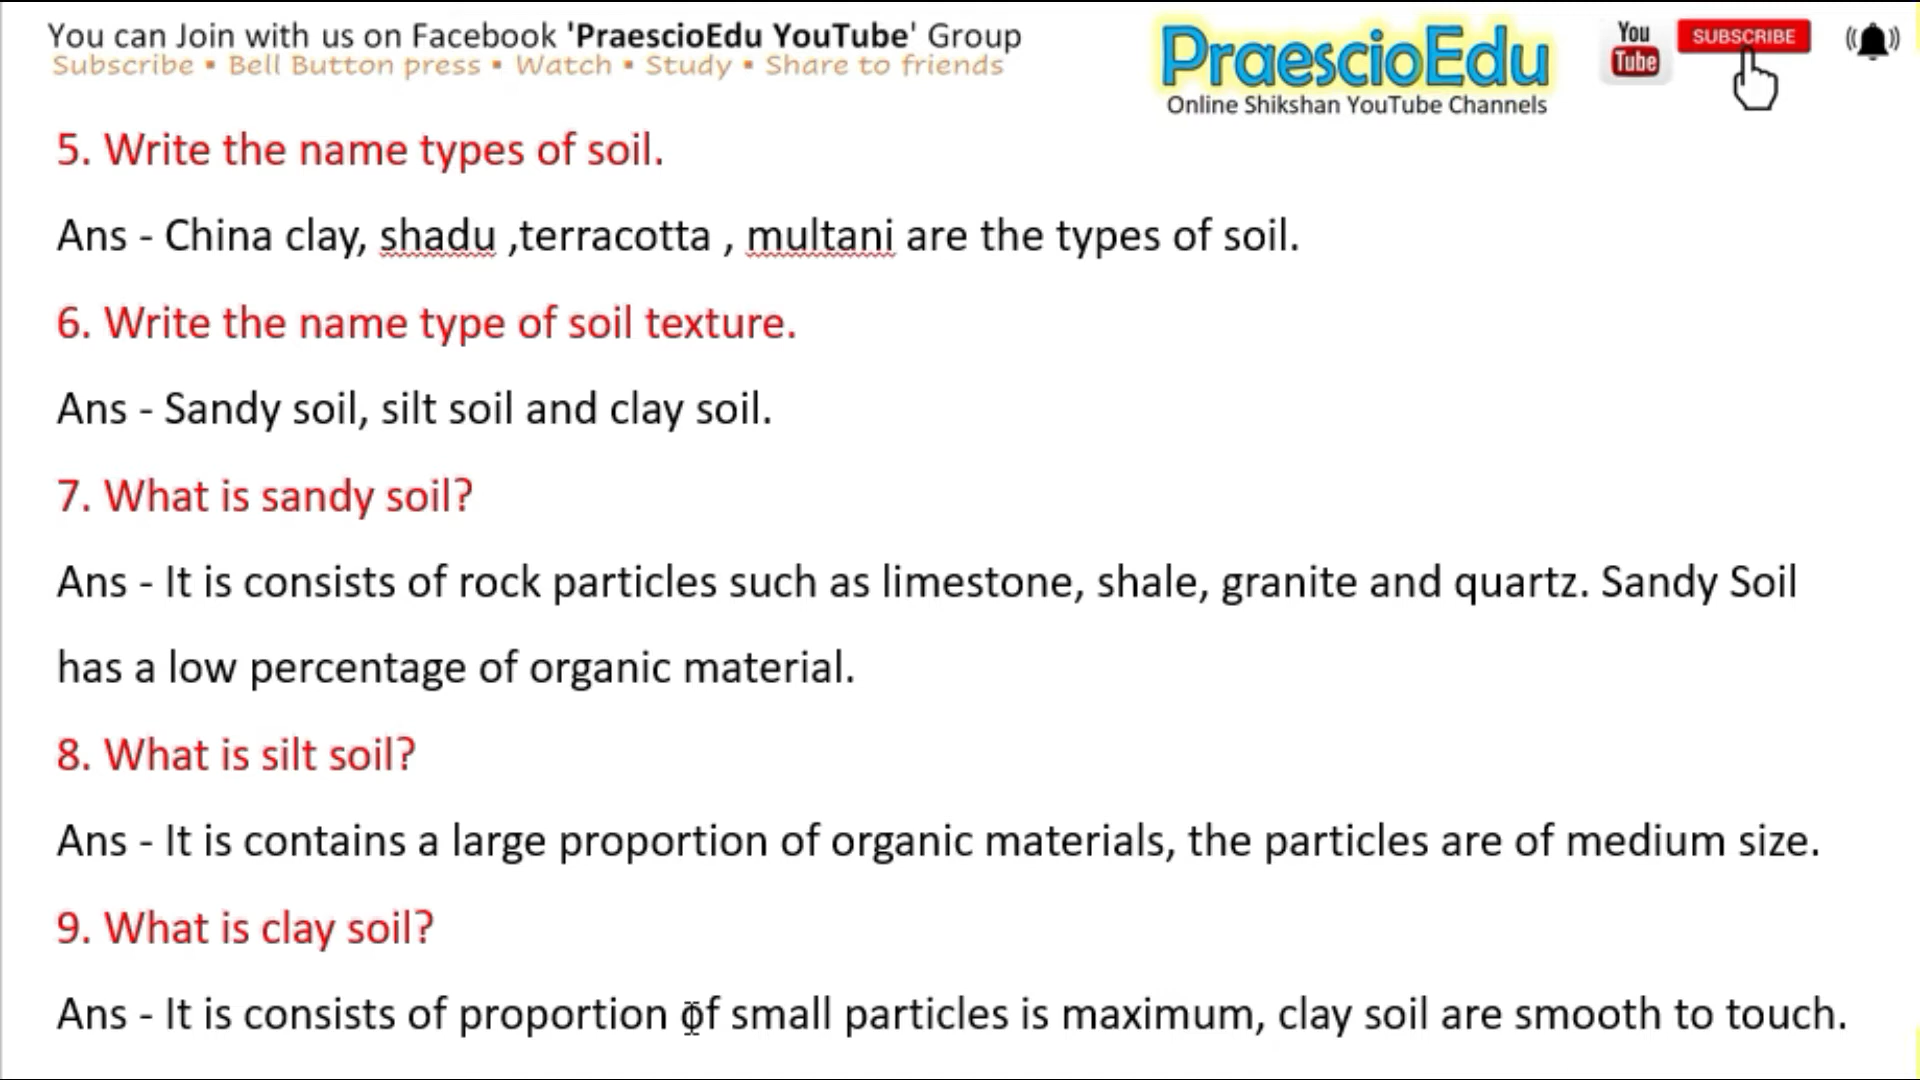 You can Join with us on Facebook 'PraescioEdu YouTube' Group
Subscribe ▪ Bell Button press ▪ Watch ▪ Study ▪ Share to friends
PraescioEdu
Online Shikshan YouTube Channels
You
Tube
SUBSCRIBE
5. Write the name types of soil.
Ans - China clay, shadu ,terracotta , multani are the types of soil.
6. Write the name type of soil texture.
Ans - Sandy soil, silt soil and clay soil.
7. What is sandy soil?
Ans - It is consists of rock particles such as limestone, shale, granite and quartz. Sandy Soil
has a low percentage of organic material.
8. What is silt soil?
Ans - It is contains a large proportion of organic materials, the particles are of medium size.
9. What is clay soil?
Ans - It is consists of proportion of small particles is maximum, clay soil are smooth to touch.